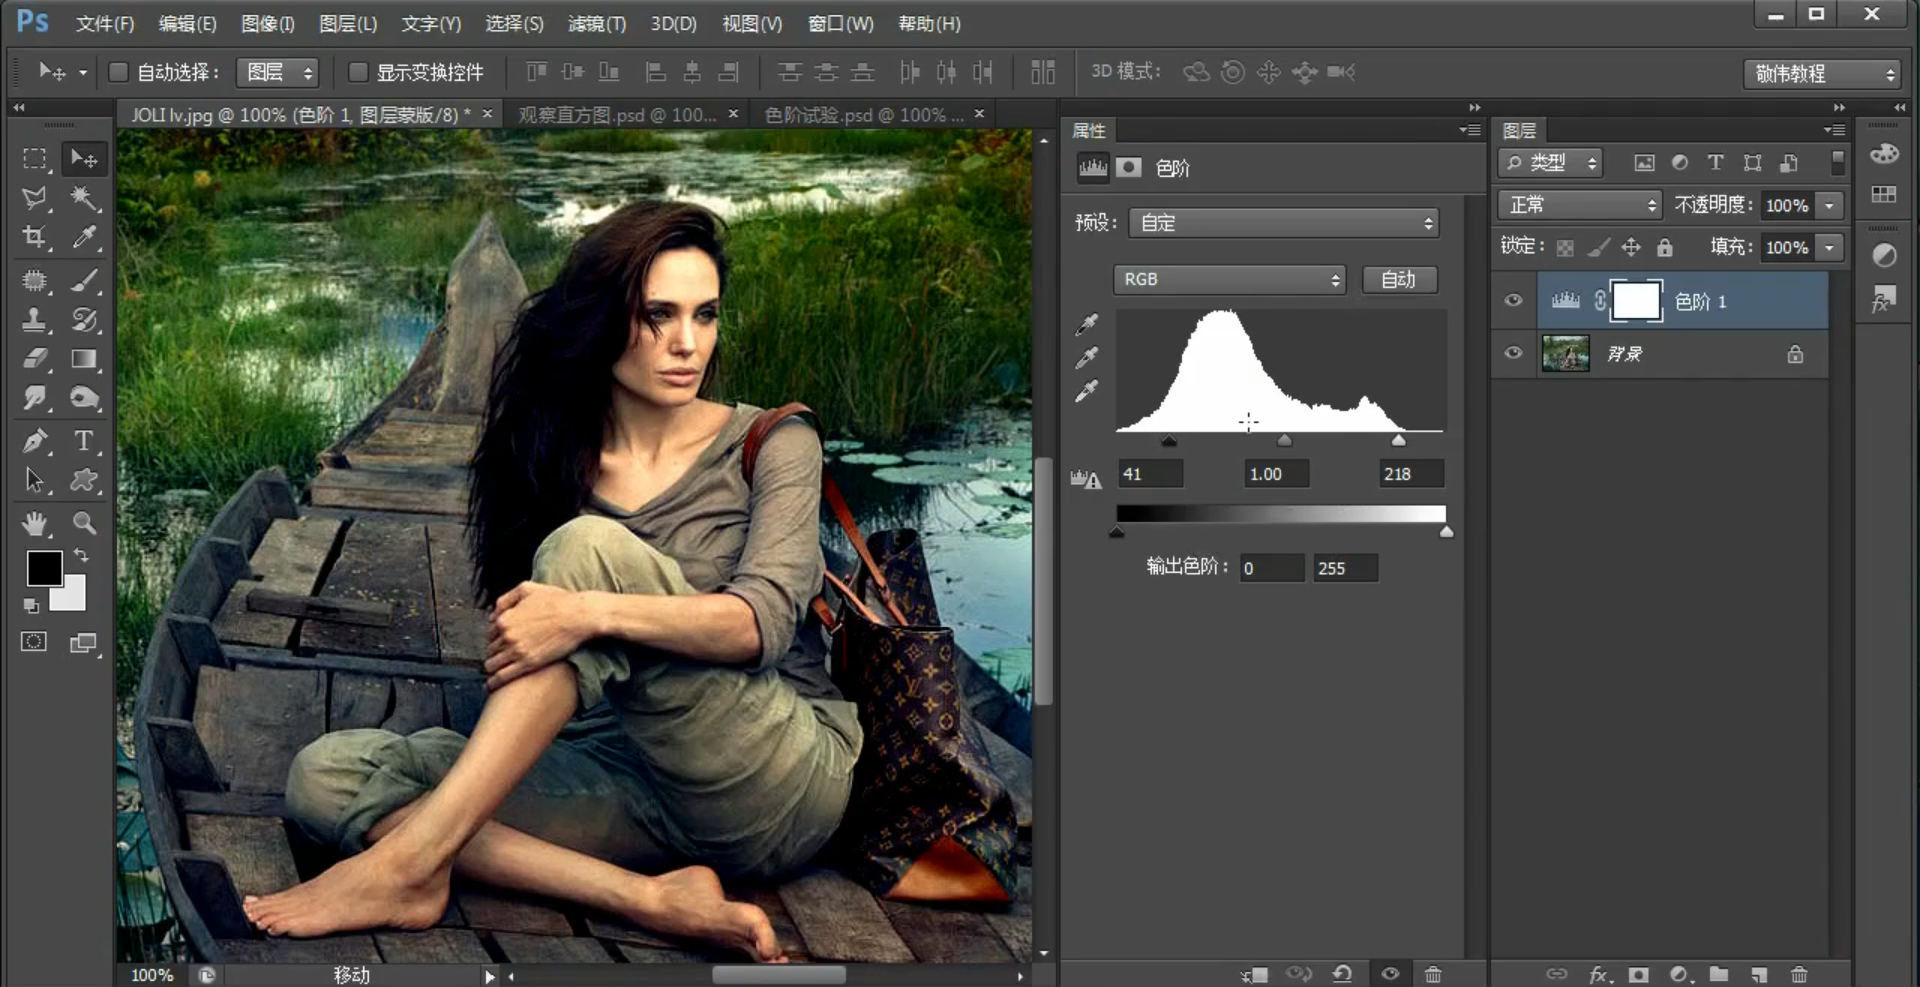 Ps 文件(F) 编辑(E) 图像(I) 图层(L) 文字(Y) 选择(S) 滤镜(T) 3D(D) 视图(V) 窗口(W) 帮助(H)
自动选择： 图层 显示变换控件 3D 模式： 敬伟教程
JOLI lv.jpg @ 100% (色阶 1, 图层蒙版/8) * × 观察直方图.psd @ 100... × 色阶试验.psd @ 100% ... ×
属性
色阶
预设： 自定
RGB 自动
41 1.00 218
输出色阶： 0 255
图层
类型
正常 不透明度： 100%
锁定： 填充： 100%
色阶 1
背景
100% 移动